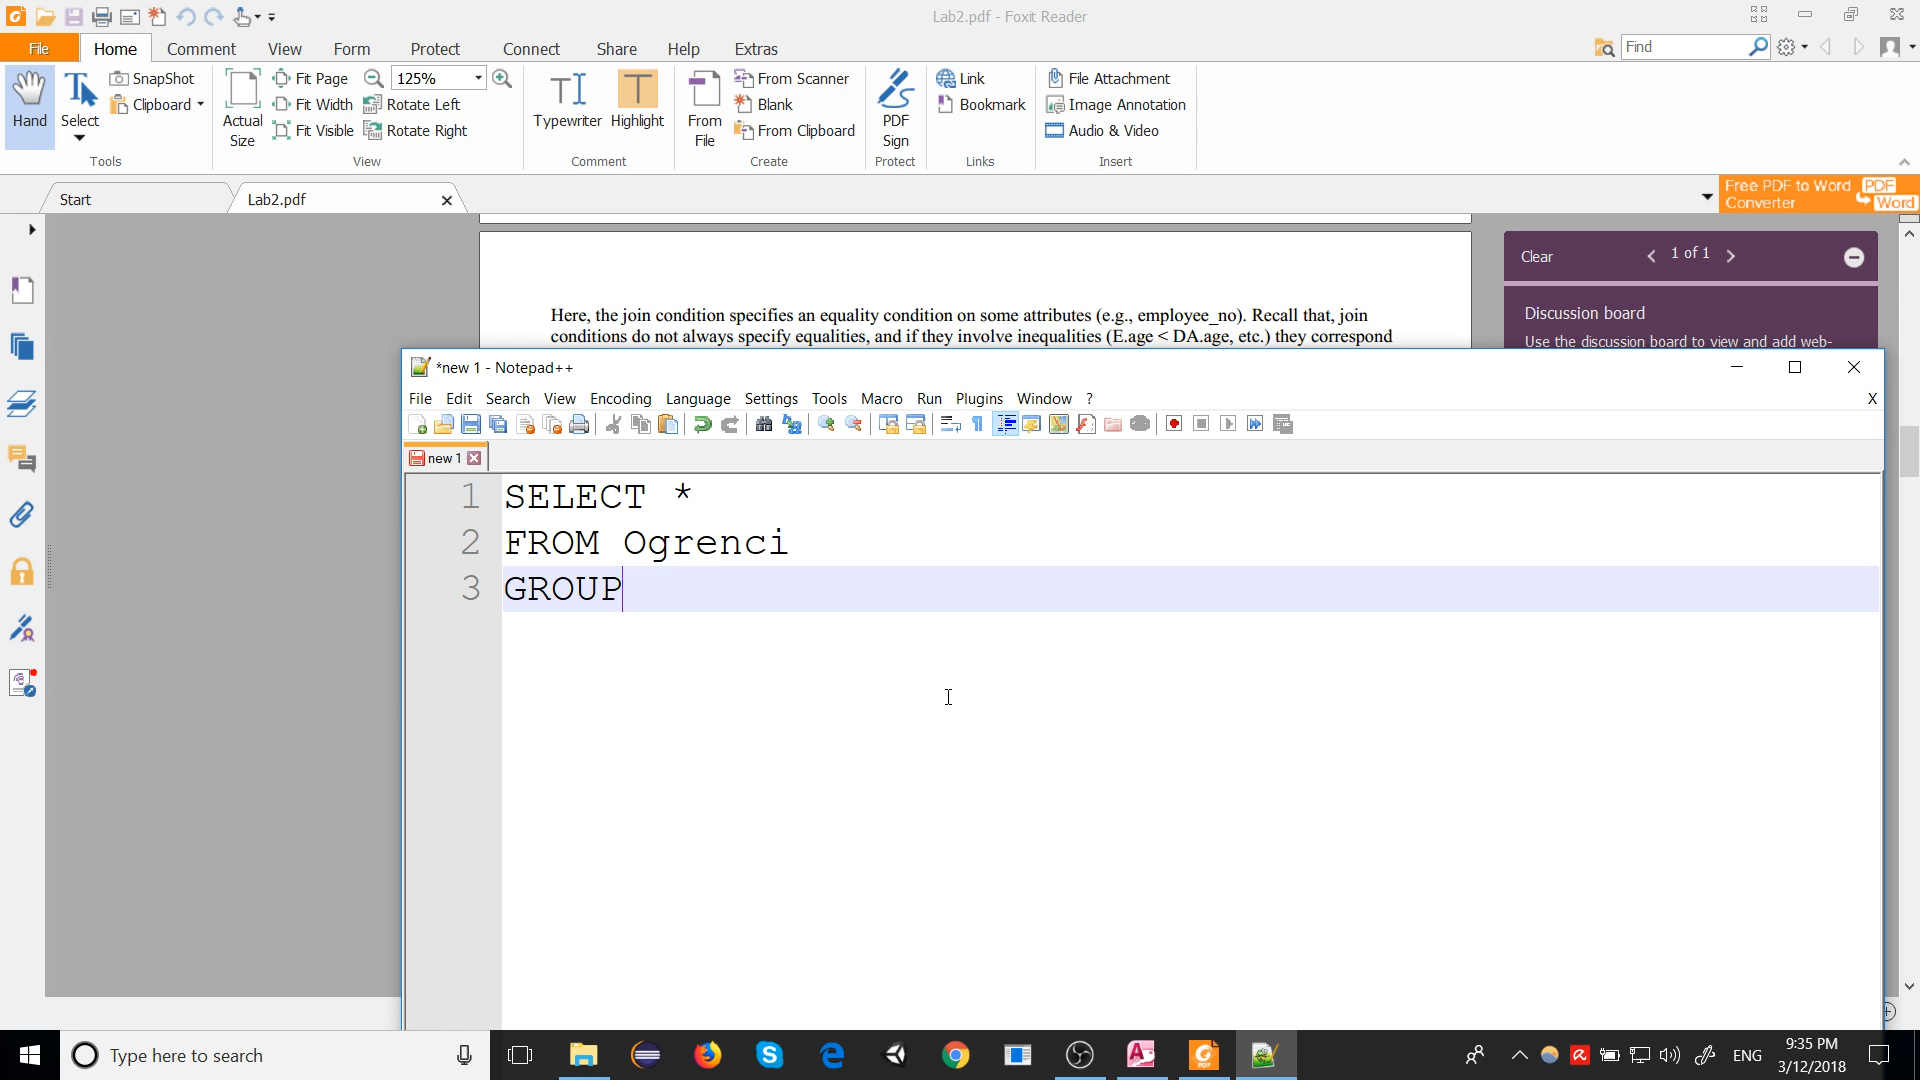 Lab2.pdf - Foxit Reader
File Home Comment View Form Protect Connect Share Help Extras
Find
Hand
Select
SnapShot
Clipboard
Tools
Actual Size
Fit Page
Fit Width
Fit Visible
125%
Rotate Left
Rotate Right
View
Typewriter
Highlight
Comment
From File
From Scanner
Blank
From Clipboard
Create
PDF Sign
Protect
Link
Bookmark
Links
File Attachment
Image Annotation
Audio & Video
Insert
Start
Lab2.pdf
Free PDF to Word
Converter
PDF
Word
Here, the join condition specifies an equality condition on some attributes (e.g., employee_no). Recall that, join
conditions do not always specify equalities, and if they involve inequalities (E.age < DA.age, etc.) they correspond
Clear
1 of 1
Discussion board
Use the discussion board to view and add web-
*new 1 - Notepad++
File Edit Search View Encoding Language Settings Tools Macro Run Plugins Window ?
X
new 1
1 SELECT *
2 FROM Ogrenci
3 GROUP
Type here to search
ENG
9:35 PM
3/12/2018